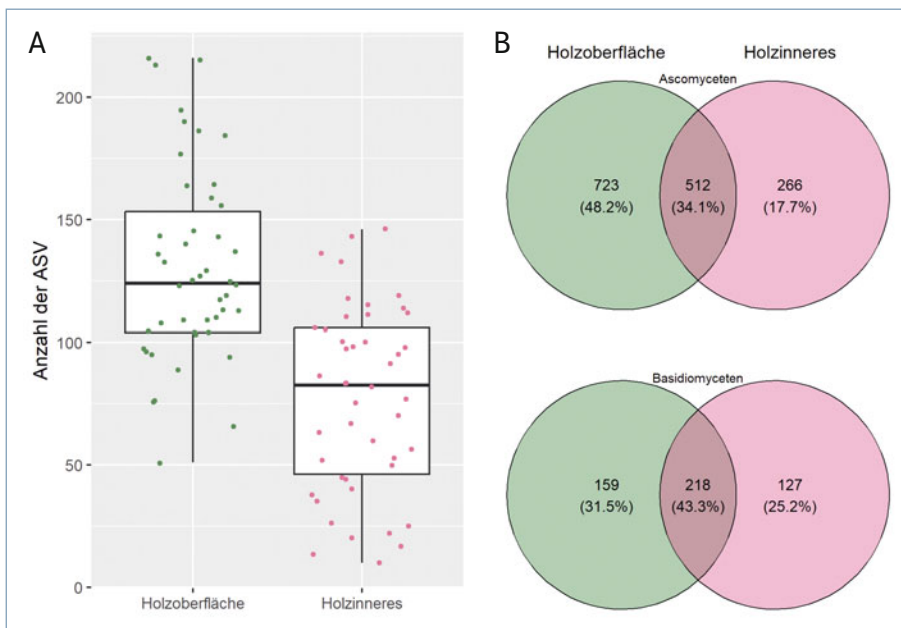 A
Anzahl der ASV
200
150
100
50
0
Holzoberfläche
Holzinneres
B
Holzoberfläche
Holzinneres
Ascomyceten
723
(48.2%)
512
(34.1%)
266
(17.7%)
Basidiomyceten
159
(31.5%)
218
(43.3%)
127
(25.2%)